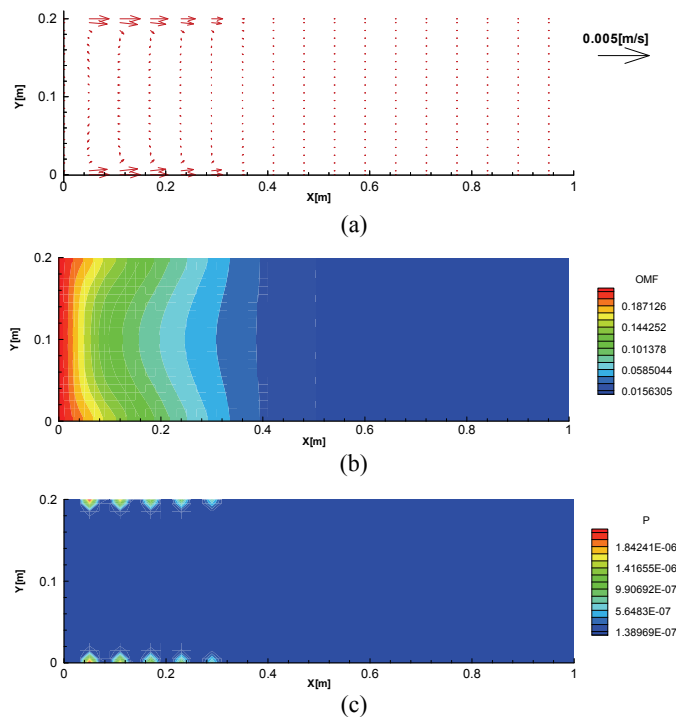 0.2
0.1
0
Y[m]
0 0.2 0.4 0.6 0.8 1
X[m]
0.005[m/s]
(a)
0.2
0.1
0
Y[m]
0 0.2 0.4 0.6 0.8 1
X[m]
OMF
0.187126
0.144252
0.101378
0.0585044
0.0156305
(b)
0.2
0.1
0
Y[m]
0 0.2 0.4 0.6 0.8 1
X[m]
P
1.84241E-06
1.41655E-06
9.90692E-07
5.6483E-07
1.38969E-07
(c)